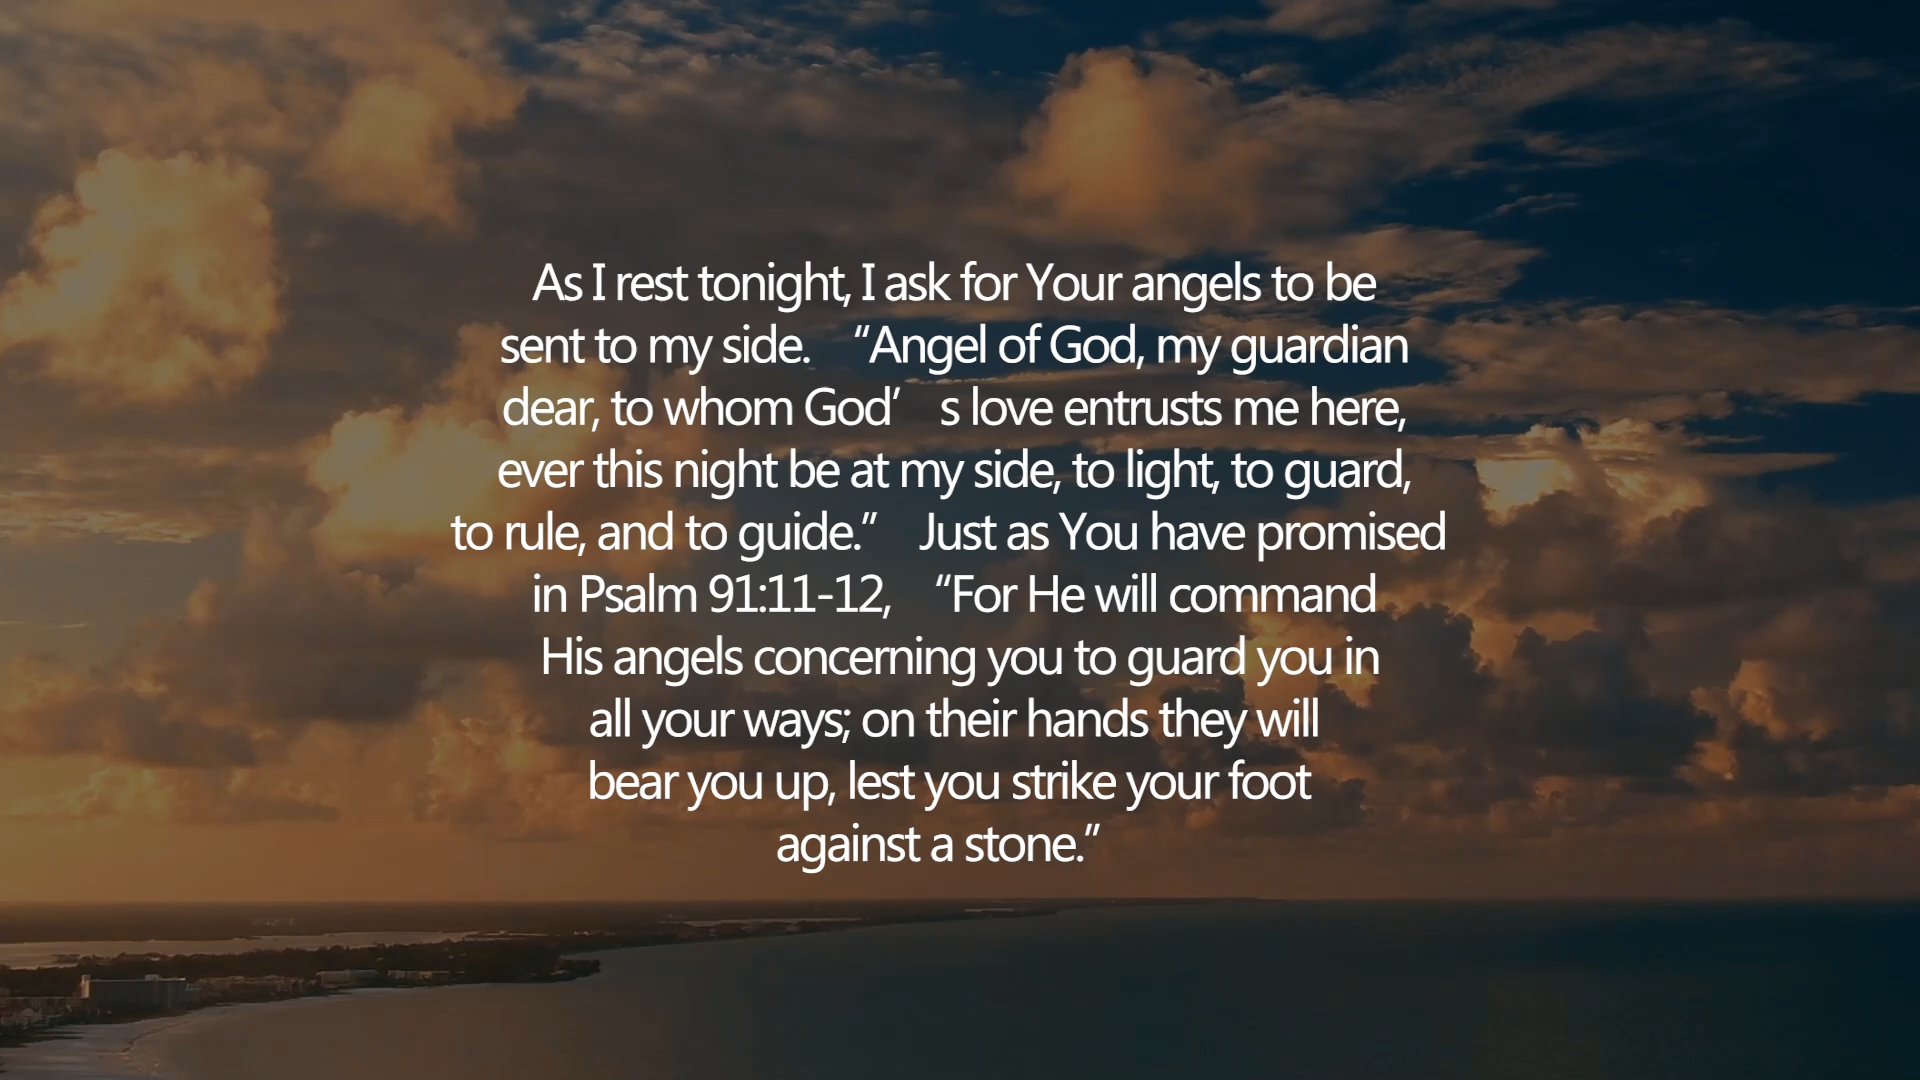 As I rest tonight, I ask for Your angels to be
sent to my side. “Angel of God, my guardian
dear, to whom God’ s love entrusts me here,
ever this night be at my side, to light, to guard,
to rule, and to guide.” Just as You have promised
in Psalm 91:11-12, “For He will command
His angels concerning you to guard you in
all your ways; on their hands they will
bear you up, lest you strike your foot
against a stone.”